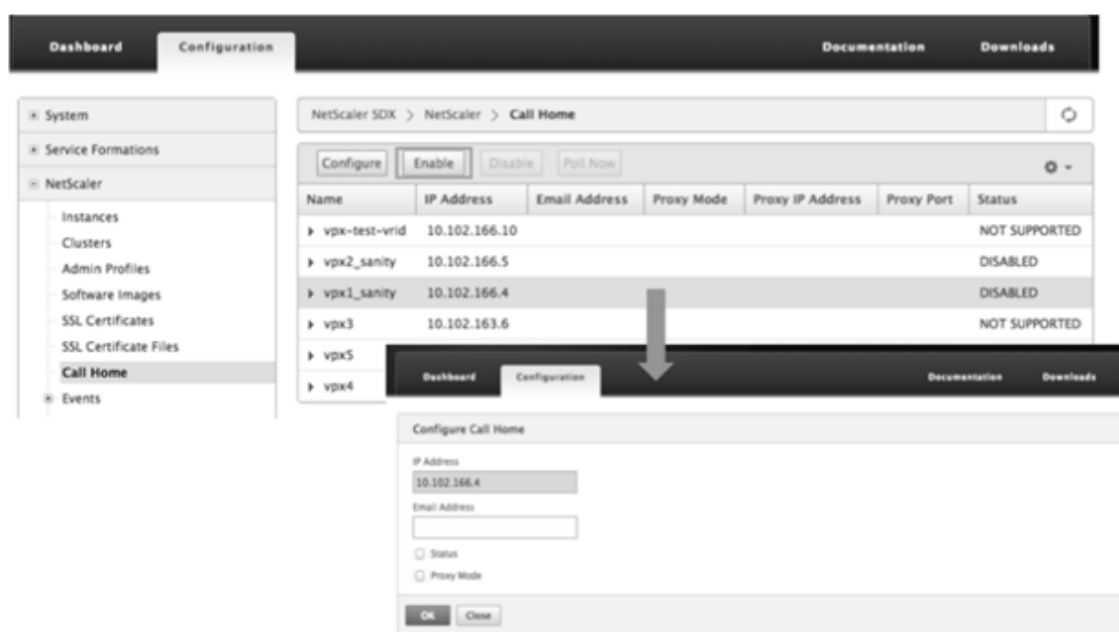 Dashboard Configuration Documentation Downloads
System
Service Formations
NetScaler
Instances
Clusters
Admin Profiles
Software Images
SSL Certificates
SSL Certificate Files
Call Home
Events
NetScaler SDX > NetScaler > Call Home
Configure Enable Disable Poll Now
Name IP Address Email Address Proxy Mode Proxy IP Address Proxy Port Status
vpx-test-vrid 10.102.166.10 NOT SUPPORTED
vpx2_sanity 10.102.166.5 DISABLED
vpx1_sanity 10.102.166.4 DISABLED
vpx3 10.102.163.6 NOT SUPPORTED
vpx5
vpx4
Dashboard Configuration Documentation Downloads
Configure Call Home
IP Address
10.102.166.4
Email Address
Status
Proxy Mode
OK Close